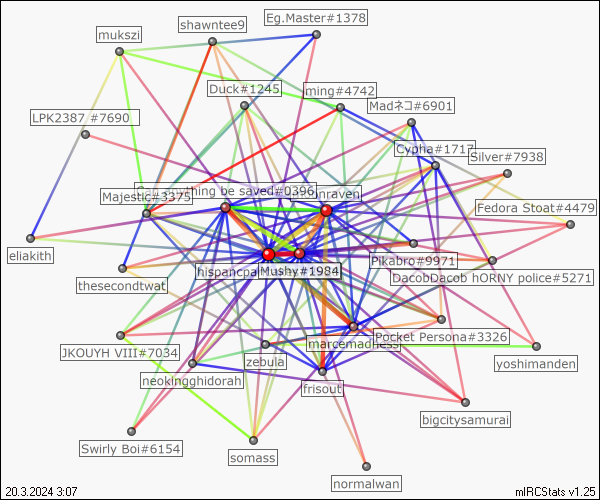 Eg.Master#1378
shawntee9
mukszi
Duck#1245
ming#4742
Madネコ#6901
LPK2387 #7690
Cypha#1717
Silver#7938
thing be saved#0396
nraven
Majestic#3375
Fedora Stoat#4479
eliakith
Pikabro#9971
hispancpa
Mushy#1984
DacobDacob hORNY police#5271
thesecondtwat
Pocket Persona#3326
marcemadness
JKOUYH VIII#7034
zebula
yoshimanden
neokingghidorah
frisout
bigcitysamurai
Swirly Boi#6154
somass
normalwan
20.3.2024 3:07
mIRCStats v1.25